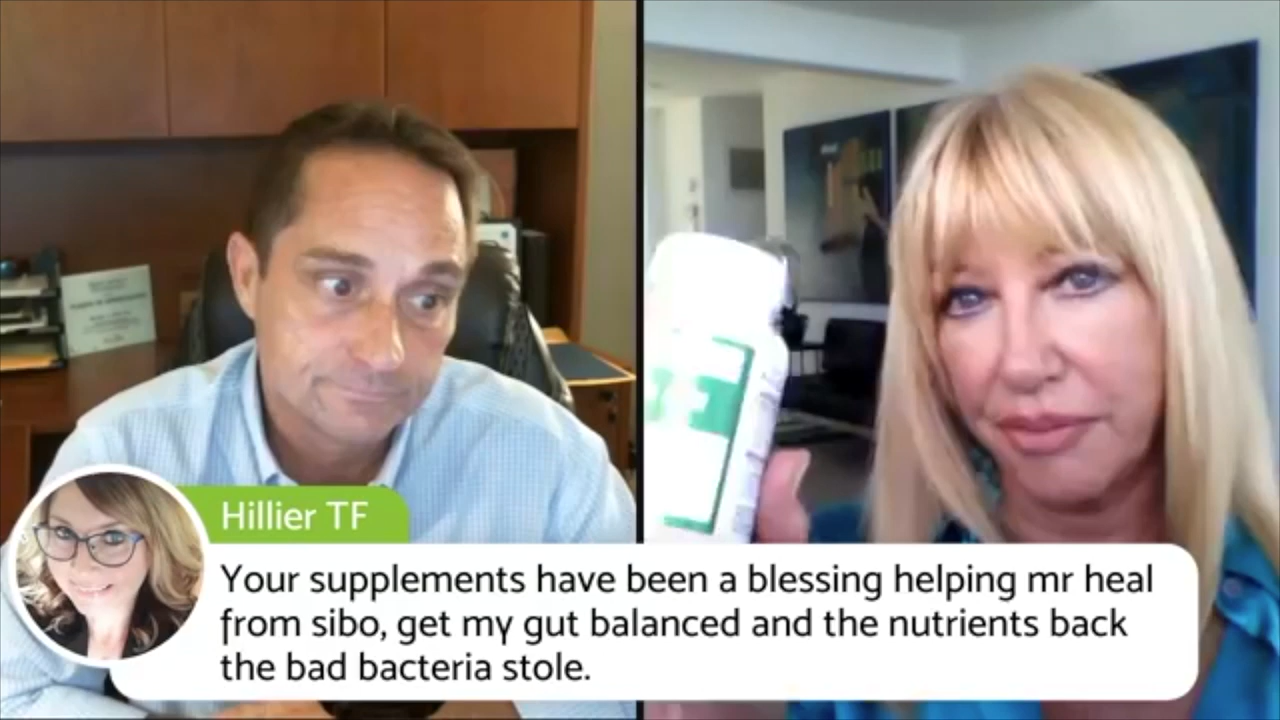 Hillier TF
Your supplements have been a blessing helping mr heal
from sibo, get my gut balanced and the nutrients back
the bad bacteria stole.